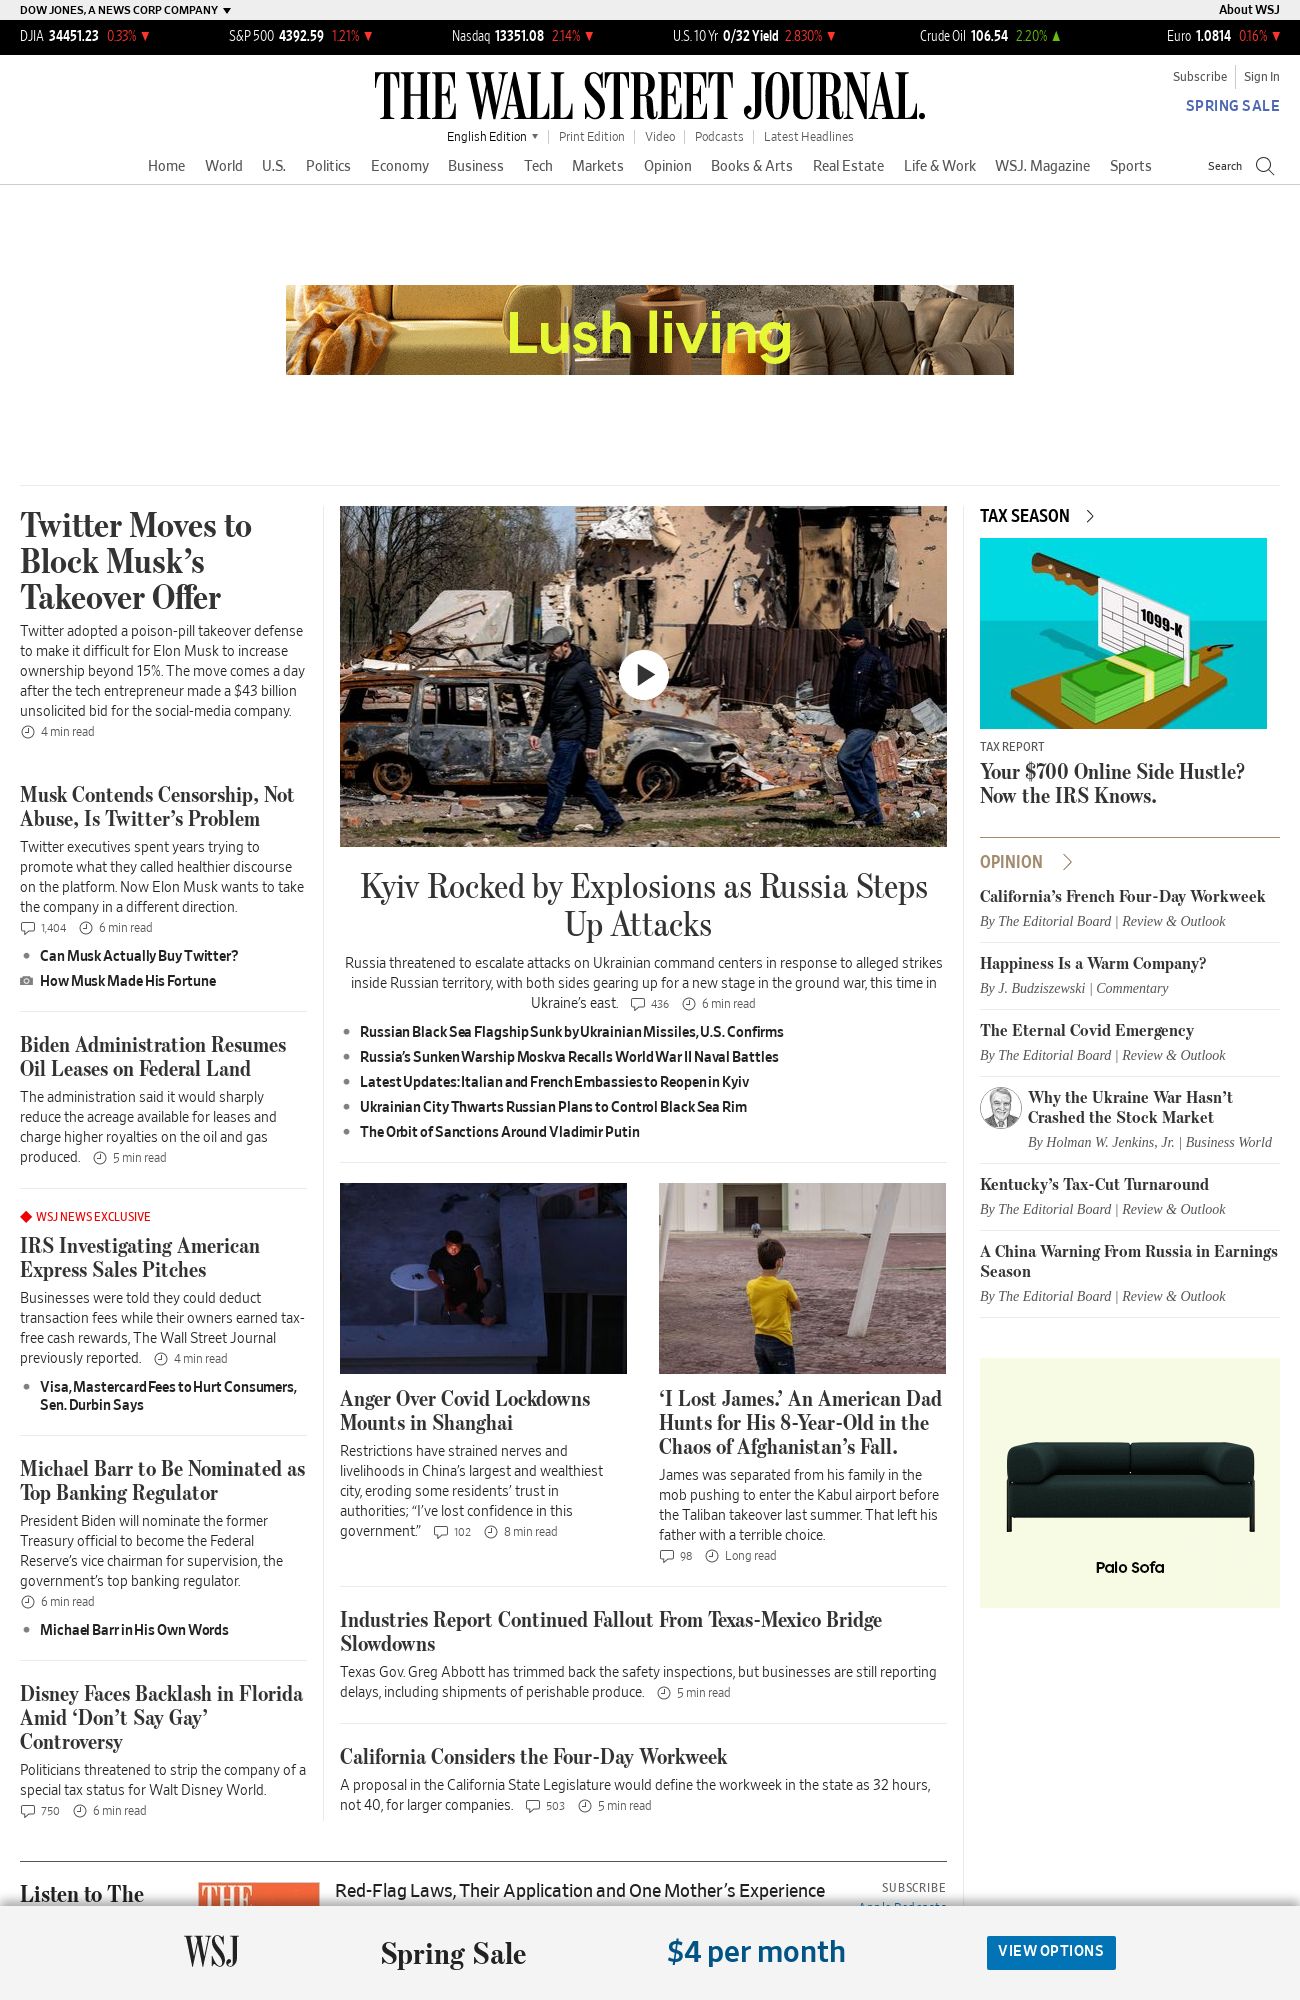 DOW JONES, A NEWS CORP COMPANY
About WSJ
DJIA 34451.23 0.33%
S&P 500 4392.59 1.21%
Nasdaq 13351.08 2.14%
U.S. 10 Yr 0/32 Yield 2.830%
Crude Oil 106.54 2.20%
Euro 1.0814 0.16%
THE WALL STREET JOURNAL.
Subscribe Sign In
SPRING SALE
English Edition Print Edition Video Podcasts Latest Headlines
Home World U.S. Politics Economy Business Tech Markets Opinion Books & Arts Real Estate Life & Work WSJ. Magazine Sports
Search
Lush living
Twitter Moves to
Block Musk’s
Takeover Offer
Twitter adopted a poison-pill takeover defense
to make it difficult for Elon Musk to increase
ownership beyond 15%. The move comes a day
after the tech entrepreneur made a $43 billion
unsolicited bid for the social-media company.
4 min read
Musk Contends Censorship, Not
Abuse, Is Twitter’s Problem
Twitter executives spent years trying to
promote what they called healthier discourse
on the platform. Now Elon Musk wants to take
the company in a different direction.
1,404 6 min read
Can Musk Actually Buy Twitter?
How Musk Made His Fortune
Biden Administration Resumes
Oil Leases on Federal Land
The administration said it would sharply
reduce the acreage available for leases and
charge higher royalties on the oil and gas
produced. 5 min read
WSJ NEWS EXCLUSIVE
IRS Investigating American
Express Sales Pitches
Businesses were told they could deduct
transaction fees while their owners earned tax-
free cash rewards, The Wall Street Journal
previously reported. 4 min read
Visa, Mastercard Fees to Hurt Consumers,
Sen. Durbin Says
Michael Barr to Be Nominated as
Top Banking Regulator
President Biden will nominate the former
Treasury official to become the Federal
Reserve’s vice chairman for supervision, the
government’s top banking regulator.
6 min read
Michael Barr in His Own Words
Disney Faces Backlash in Florida
Amid ‘Don’t Say Gay’
Controversy
Politicians threatened to strip the company of a
special tax status for Walt Disney World.
750 6 min read
Kyiv Rocked by Explosions as Russia Steps
Up Attacks
Russia threatened to escalate attacks on Ukrainian command centers in response to alleged strikes
inside Russian territory, with both sides gearing up for a new stage in the ground war, this time in
Ukraine’s east. 436 6 min read
Russian Black Sea Flagship Sunk by Ukrainian Missiles, U.S. Confirms
Russia’s Sunken Warship Moskva Recalls World War II Naval Battles
Latest Updates: Italian and French Embassies to Reopen in Kyiv
Ukrainian City Thwarts Russian Plans to Control Black Sea Rim
The Orbit of Sanctions Around Vladimir Putin
Anger Over Covid Lockdowns
Mounts in Shanghai
Restrictions have strained nerves and
livelihoods in China’s largest and wealthiest
city, eroding some residents’ trust in
authorities; “I’ve lost confidence in this
government.” 102 8 min read
‘I Lost James.’ An American Dad
Hunts for His 8-Year-Old in the
Chaos of Afghanistan’s Fall.
James was separated from his family in the
mob pushing to enter the Kabul airport before
the Taliban takeover last summer. That left his
father with a terrible choice.
98 Long read
Industries Report Continued Fallout From Texas-Mexico Bridge
Slowdowns
Texas Gov. Greg Abbott has trimmed back the safety inspections, but businesses are still reporting
delays, including shipments of perishable produce. 5 min read
California Considers the Four-Day Workweek
A proposal in the California State Legislature would define the workweek in the state as 32 hours,
not 40, for larger companies. 503 5 min read
TAX SEASON
1099-K
TAX REPORT
Your $700 Online Side Hustle?
Now the IRS Knows.
OPINION
California’s French Four-Day Workweek
By The Editorial Board | Review & Outlook
Happiness Is a Warm Company?
By J. Budziszewski | Commentary
The Eternal Covid Emergency
By The Editorial Board | Review & Outlook
Why the Ukraine War Hasn’t
Crashed the Stock Market
By Holman W. Jenkins, Jr. | Business World
Kentucky’s Tax-Cut Turnaround
By The Editorial Board | Review & Outlook
A China Warning From Russia in Earnings
Season
By The Editorial Board | Review & Outlook
Palo Sofa
Listen to The
THE
Red-Flag Laws, Their Application and One Mother’s Experience
SUBSCRIBE
Apple Podcasts
WSJ
Spring Sale
$4 per month
VIEW OPTIONS